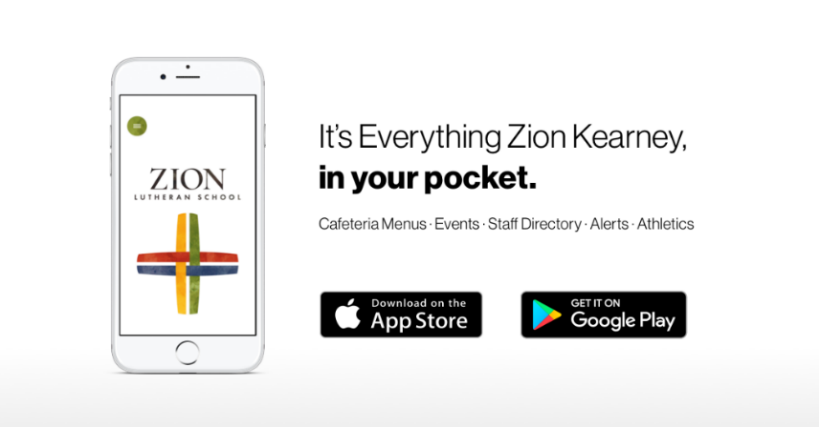 ZION
LUTHERAN SCHOOL
It's Everything Zion Kearney,
in your pocket.
Cafeteria Menus · Events · Staff Directory · Alerts · Athletics
Download on the
App Store
GET IT ON
Google Play